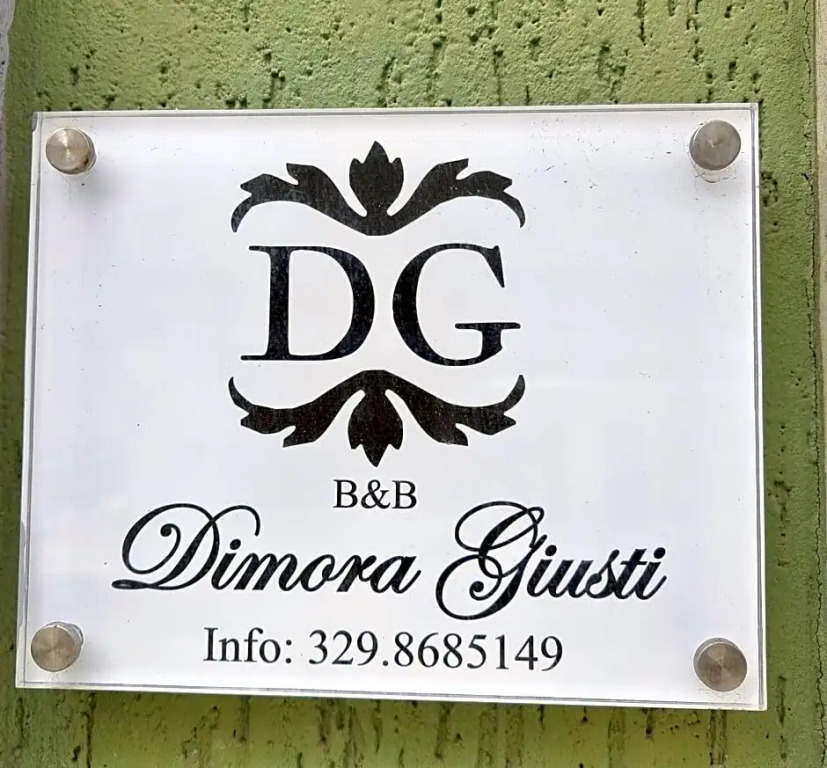 DG
B&B
Dimora Giusti
Info: 329.8685149